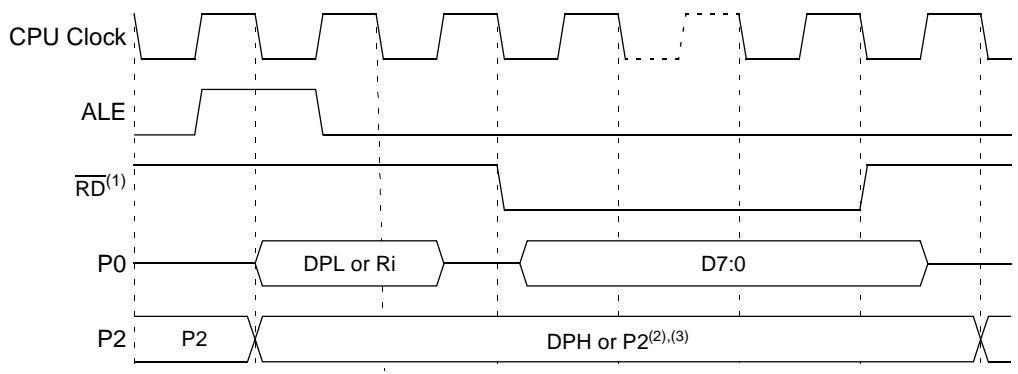 CPU Clock
ALE
RD(1)
P0 DPL or Ri D7:0
P2 P2 DPH or P2(2),(3)